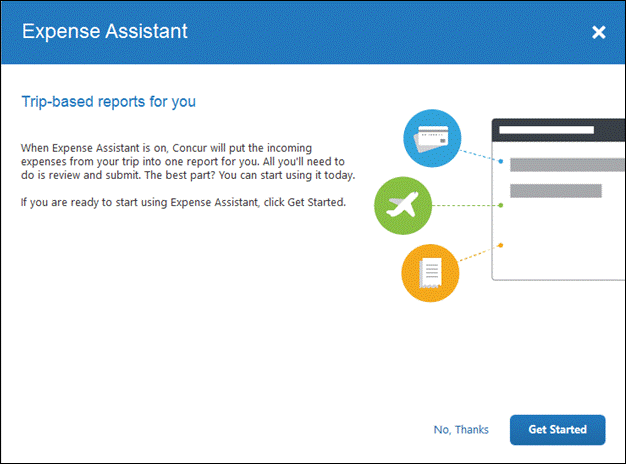 Expense Assistant
Trip-based reports for you
When Expense Assistant is on, Concur will put the incoming
expenses from your trip into one report for you. All you'll need to
do is review and submit. The best part? You can start using it today.
If you are ready to start using Expense Assistant, click Get Started.
No, Thanks
Get Started